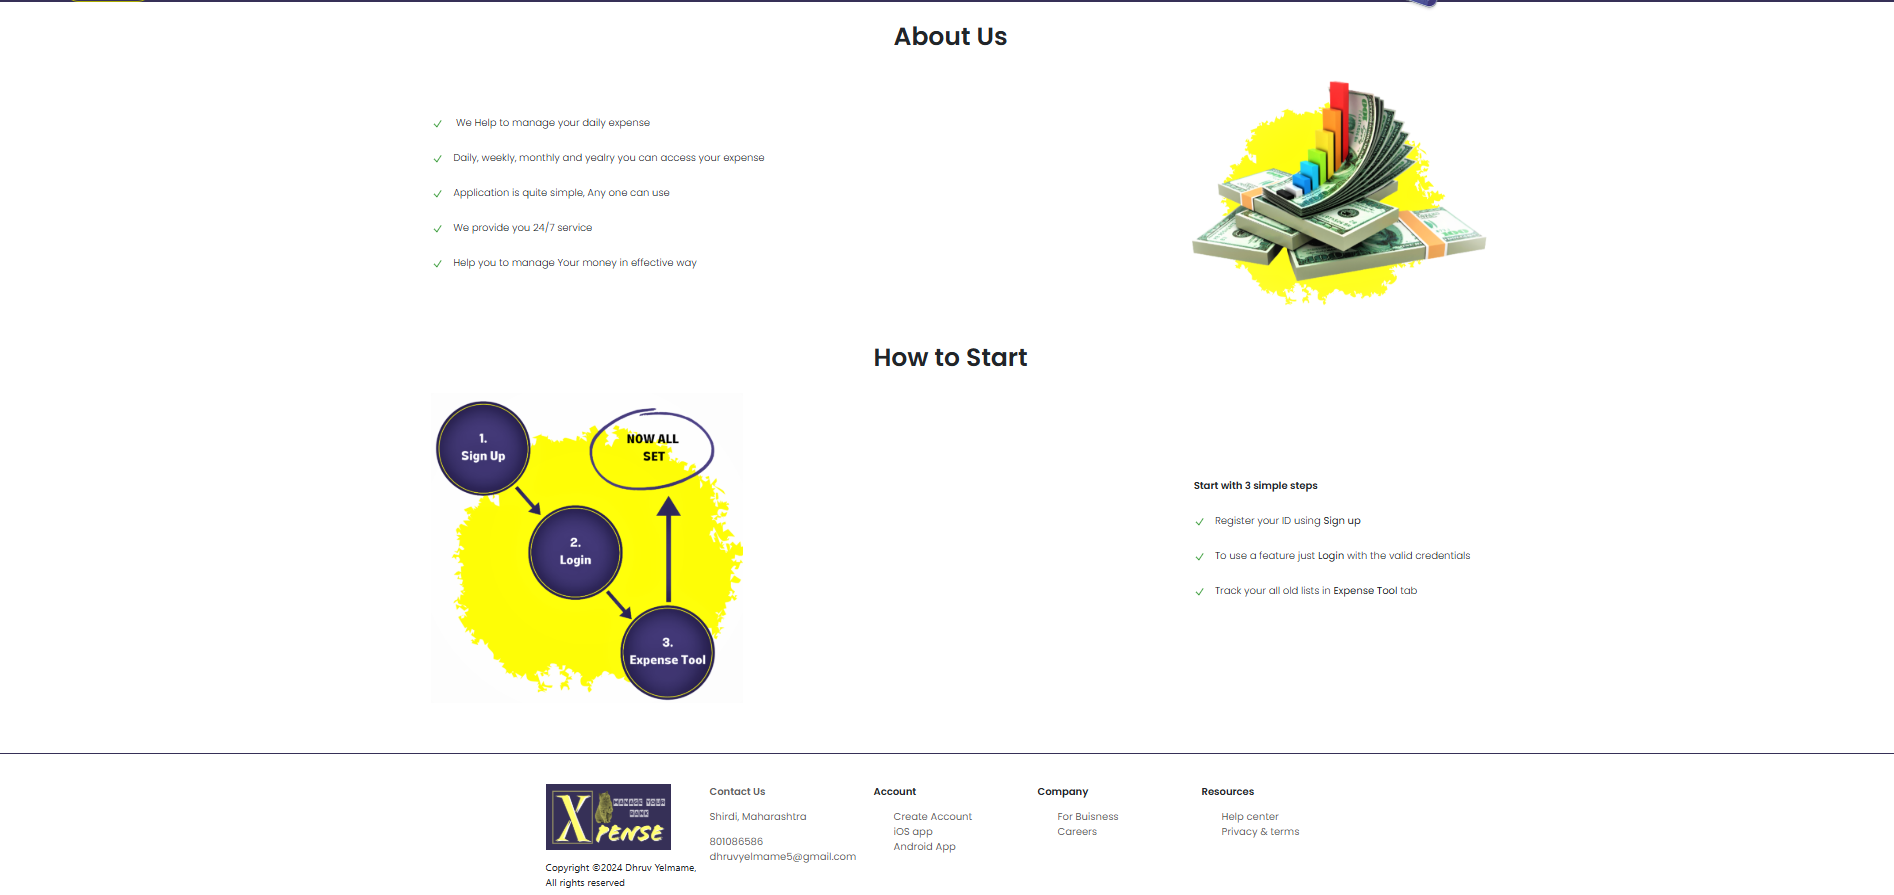 About Us
We Help to manage your daily expense
Daily, weekly, monthly and yealry you can access your expense
Application is quite simple, Any one can use
We provide you 24/7 service
Help you to manage Your money in effective way
How to Start
1.
Sign Up
NOW ALL
SET
2.
Login
3.
Expense Tool
Start with 3 simple steps
Register your ID using Sign up
To use a feature just Login with the valid credentials
Track your all old lists in Expense Tool tab
X
PENSE
MANAGE YOUR
Copyright ©2024 Dhruv Yelmame,
All rights reserved
Contact Us
Shirdi, Maharashtra
801086586
dhruvyelmame5@gmail.com
Account
Create Account
iOS app
Android App
Company
For Buisness
Careers
Resources
Help center
Privacy & terms